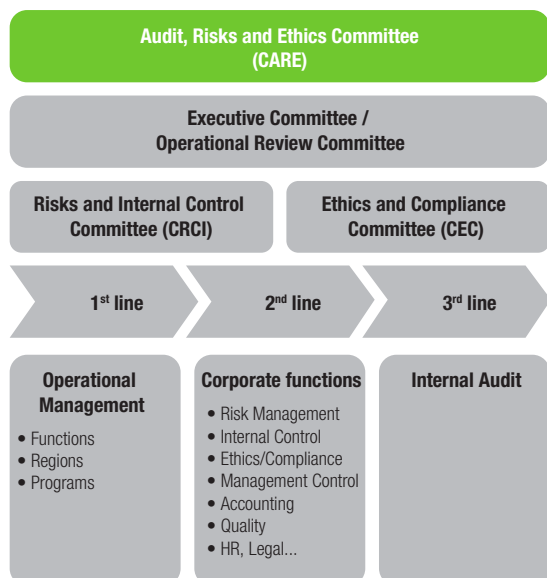 Audit, Risks and Ethics Committee
(CARE)
Executive Committee /
Operational Review Committee
Risks and Internal Control
Committee (CRCI)
Ethics and Compliance
Committee (CEC)
1st line
2nd line
3rd line
Operational
Management
• Functions
• Regions
• Programs
Corporate functions
• Risk Management
• Internal Control
• Ethics/Compliance
• Management Control
• Accounting
• Quality
• HR, Legal...
Internal Audit